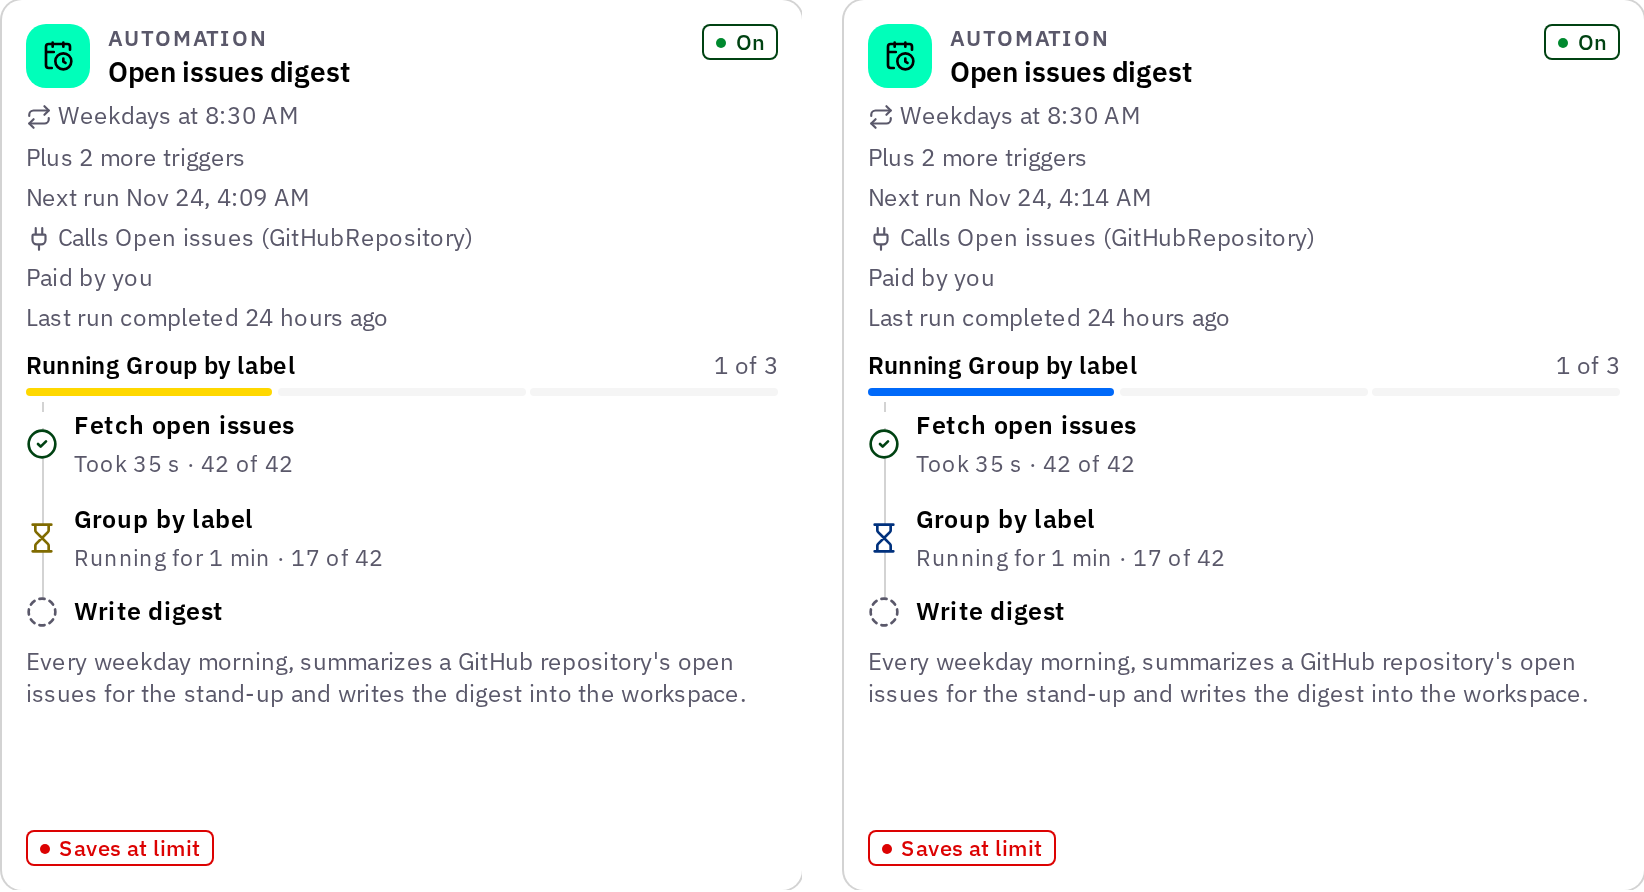 AUTOMATION
Open issues digest
On
Weekdays at 8:30 AM
Plus 2 more triggers
Next run Nov 24, 4:09 AM
Calls Open issues (GitHubRepository)
Paid by you
Last run completed 24 hours ago
Running Group by label
1 of 3
Fetch open issues
Took 35 s · 42 of 42
Group by label
Running for 1 min · 17 of 42
Write digest
Every weekday morning, summarizes a GitHub repository's open
issues for the stand-up and writes the digest into the workspace.
Saves at limit
AUTOMATION
Open issues digest
On
Weekdays at 8:30 AM
Plus 2 more triggers
Next run Nov 24, 4:14 AM
Calls Open issues (GitHubRepository)
Paid by you
Last run completed 24 hours ago
Running Group by label
1 of 3
Fetch open issues
Took 35 s · 42 of 42
Group by label
Running for 1 min · 17 of 42
Write digest
Every weekday morning, summarizes a GitHub repository's open
issues for the stand-up and writes the digest into the workspace.
Saves at limit